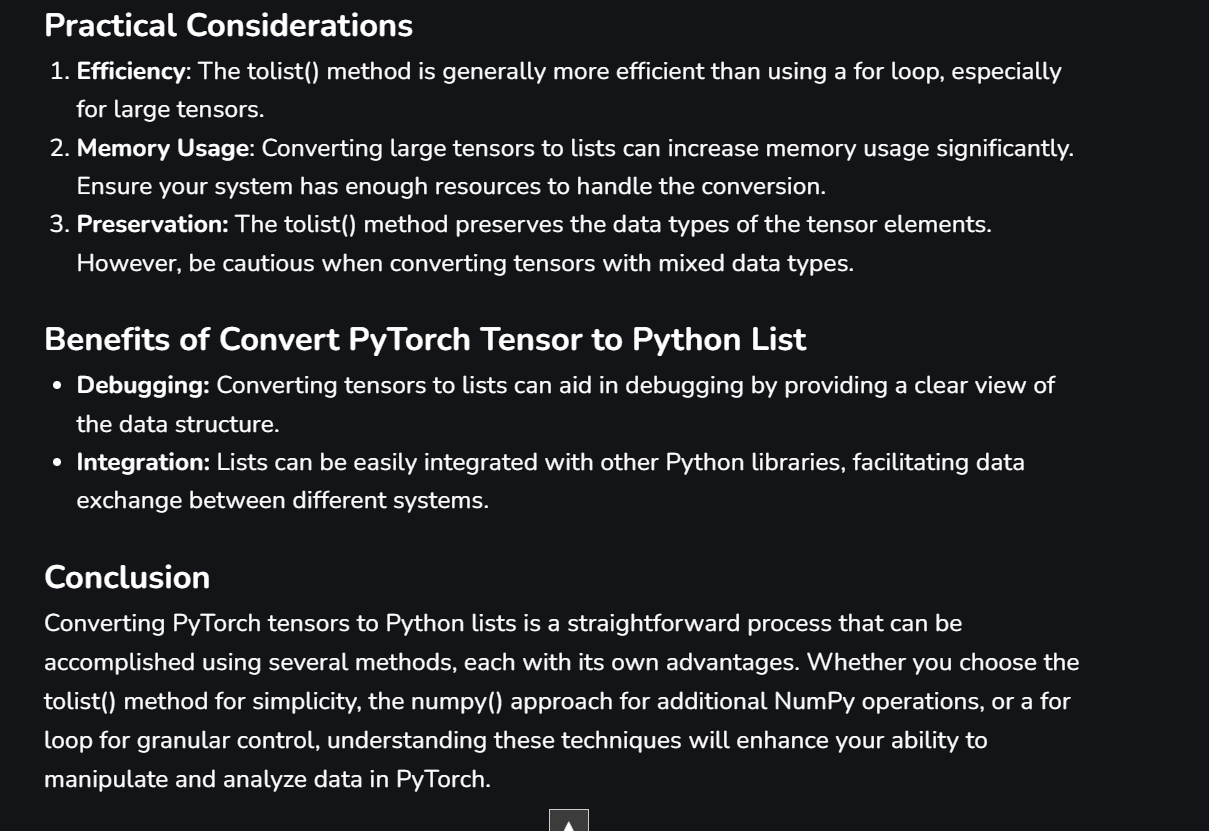 Practical Considerations
1. Efficiency: The tolist() method is generally more efficient than using a for loop, especially
for large tensors.
2. Memory Usage: Converting large tensors to lists can increase memory usage significantly.
Ensure your system has enough resources to handle the conversion.
3. Preservation: The tolist() method preserves the data types of the tensor elements.
However, be cautious when converting tensors with mixed data types.
Benefits of Convert PyTorch Tensor to Python List
• Debugging: Converting tensors to lists can aid in debugging by providing a clear view of
the data structure.
• Integration: Lists can be easily integrated with other Python libraries, facilitating data
exchange between different systems.
Conclusion
Converting PyTorch tensors to Python lists is a straightforward process that can be
accomplished using several methods, each with its own advantages. Whether you choose the
tolist() method for simplicity, the numpy() approach for additional NumPy operations, or a for
loop for granular control, understanding these techniques will enhance your ability to
manipulate and analyze data in PyTorch.